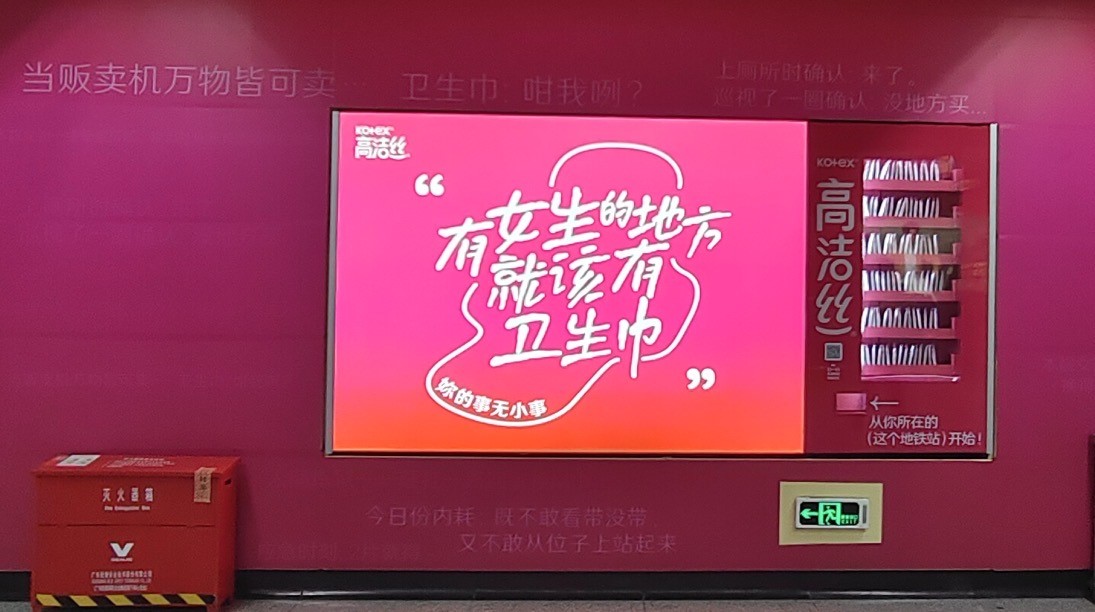 当贩卖机万物皆可卖…
卫生巾：咁我咧？
上厕所时确认 来了。
巡视了一圈确认 没地方买...
Kotex
高洁丝
“有女生的地方
就该有
卫生巾”
妳的事无小事
Kotex
高洁丝
←
从你所在的
（这个地铁站）开始！
灭火器箱
Fire Extinguisher Box
EXIT
今日份内耗 既不敢看带没带，
又不敢从位子上站起来